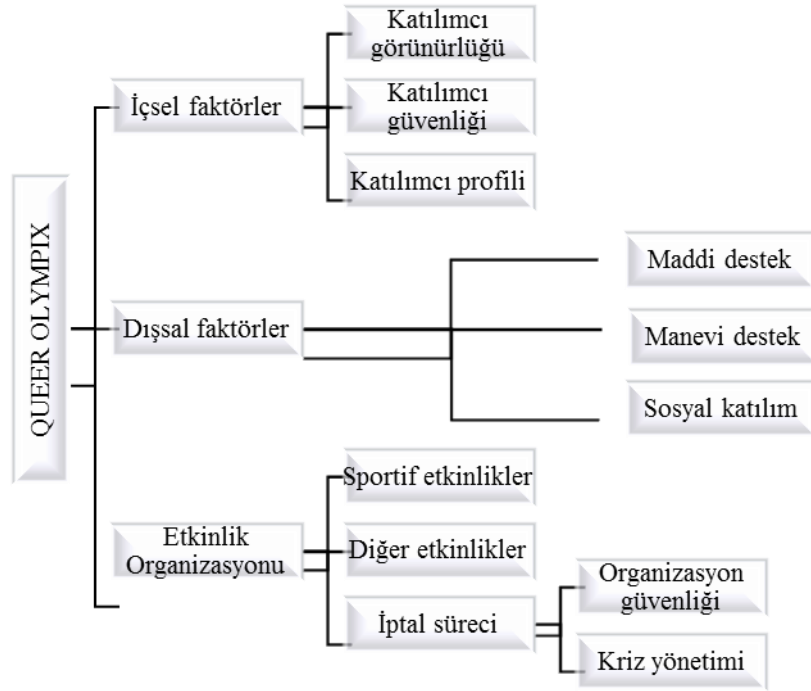 QUEER OLYMPIX
İçsel faktörler
Katılımcı
görünürlüğü
Katılımcı
güvenliği
Katılımcı profili
Dışsal faktörler
Maddi destek
Manevi destek
Sosyal katılım
Etkinlik
Organizasyonu
Sportif etkinlikler
Diğer etkinlikler
İptal süreci
Organizasyon
güvenliği
Kriz yönetimi